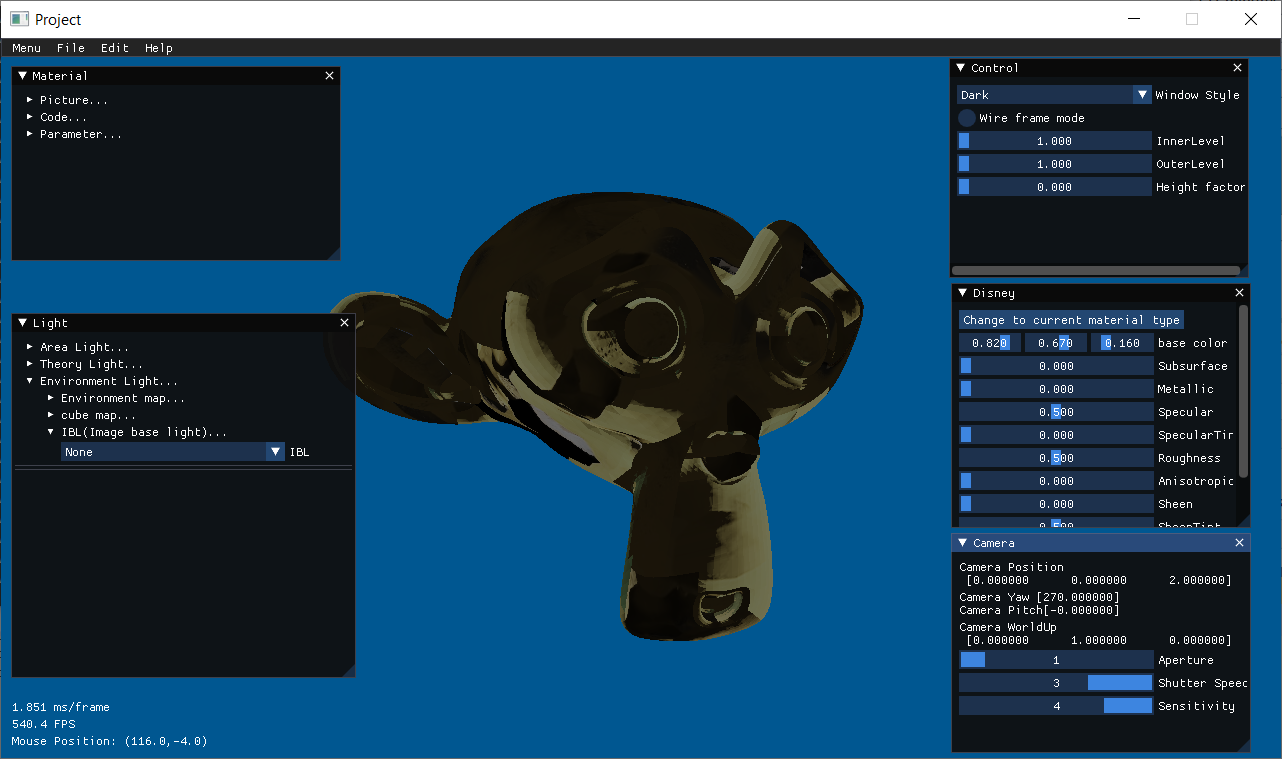 Project
Menu File Edit Help
Material
Picture...
Code...
Parameter...
Light
Area Light...
Theory Light...
Environment Light...
Environment map...
cube map...
IBL(Image base light)...
None IBL
1.851 ms/frame
540.4 FPS
Mouse Position: (116.0,-4.0)
Control
Dark Window Style
Wire frame mode
1.000 InnerLevel
1.000 OuterLevel
0.000 Height factor
Disney
Change to current material type
0.820 0.670 0.160 base color
0.000 Subsurface
0.000 Metallic
0.500 Specular
0.000 SpecularTin
0.500 Roughness
0.000 Anisotropic
0.000 Sheen
0.500 SheenTint
Camera
Camera Position
[0.000000 0.000000 2.000000]
Camera Yaw [270.000000]
Camera Pitch[-0.000000]
Camera WorldUp
[0.000000 1.000000 0.000000]
1 Aperture
3 Shutter Speed
4 Sensitivity